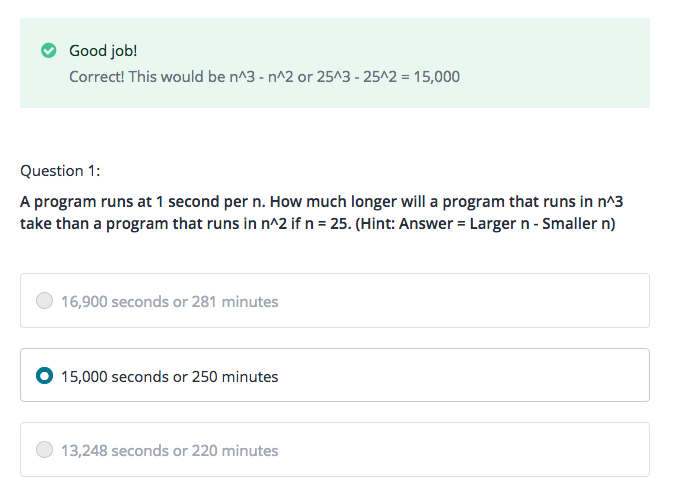 Good job!
Correct! This would be n^3 - n^2 or 25^3 - 25^2 = 15,000
Question 1:
A program runs at 1 second per n. How much longer will a program that runs in n^3
take than a program that runs in n^2 if n = 25. (Hint: Answer = Larger n - Smaller n)
16,900 seconds or 281 minutes
15,000 seconds or 250 minutes
13,248 seconds or 220 minutes